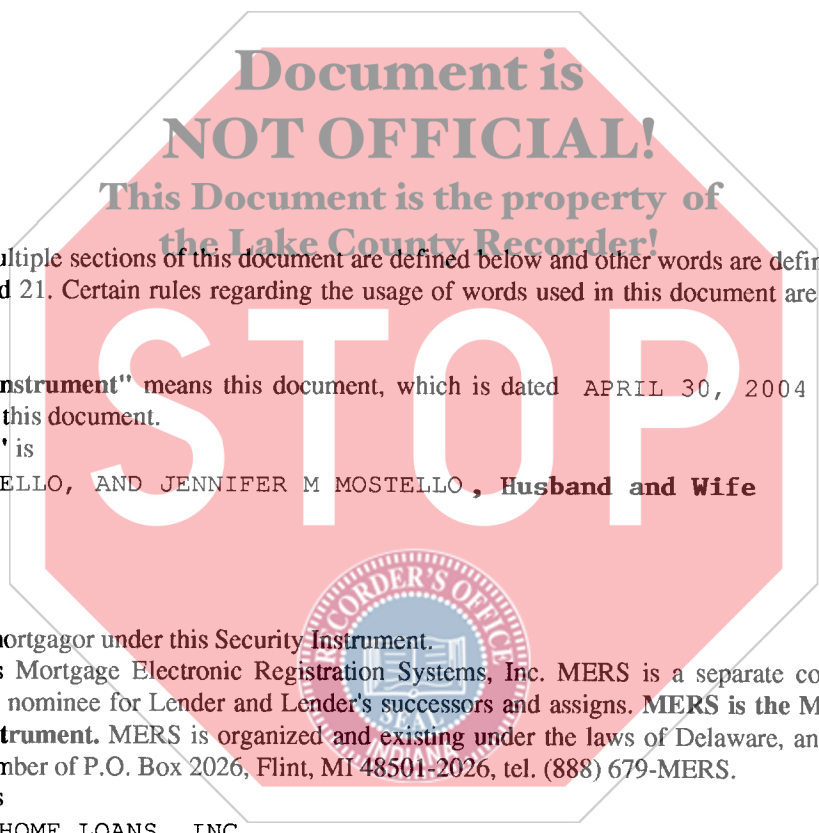 Document is
NOT OFFICIAL!
This Document is the property of
the Lake County Recorder!
ultiple sections of this document are defined below and other words are defin
d 21. Certain rules regarding the usage of words used in this document are
STOP
nstrument" means this document, which is dated APRIL 30, 2004
this document.
" is
ELLO, AND JENNIFER M MOSTELLO, Husband and Wife
RECORDER'S OFFICE
SEAL
INDIANA
nortgagor under this Security Instrument.
s Mortgage Electronic Registration Systems, Inc. MERS is a separate co
nominee for Lender and Lender's successors and assigns. MERS is the M
trument. MERS is organized and existing under the laws of Delaware, an
mber of P.O. Box 2026, Flint, MI 48501-2026, tel. (888) 679-MERS.
s
HOME LOANS, INC